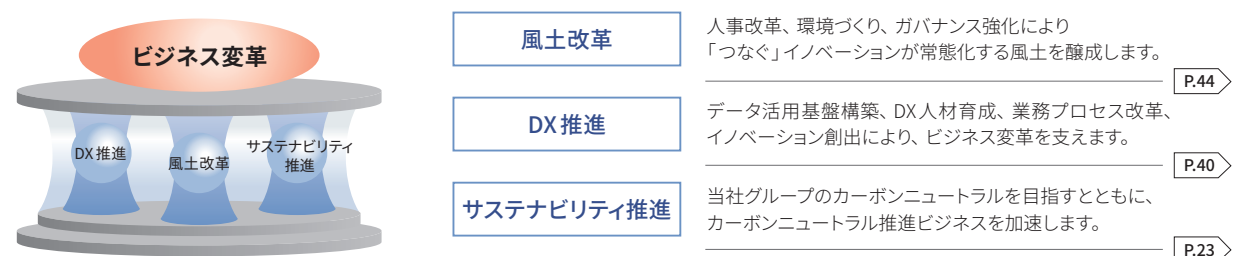 ビジネス変革
DX推進
風土改革
サステナビリティ
推進
風土改革
人事改革、環境づくり、ガバナンス強化により
「つなぐ」イノベーションが常態化する風土を醸成します。
P.44
DX推進
データ活用基盤構築、DX人材育成、業務プロセス改革、
イノベーション創出により、ビジネス変革を支えます。
P.40
サステナビリティ推進
当社グループのカーボンニュートラルを目指すとともに、
カーボンニュートラル推進ビジネスを加速します。
P.23